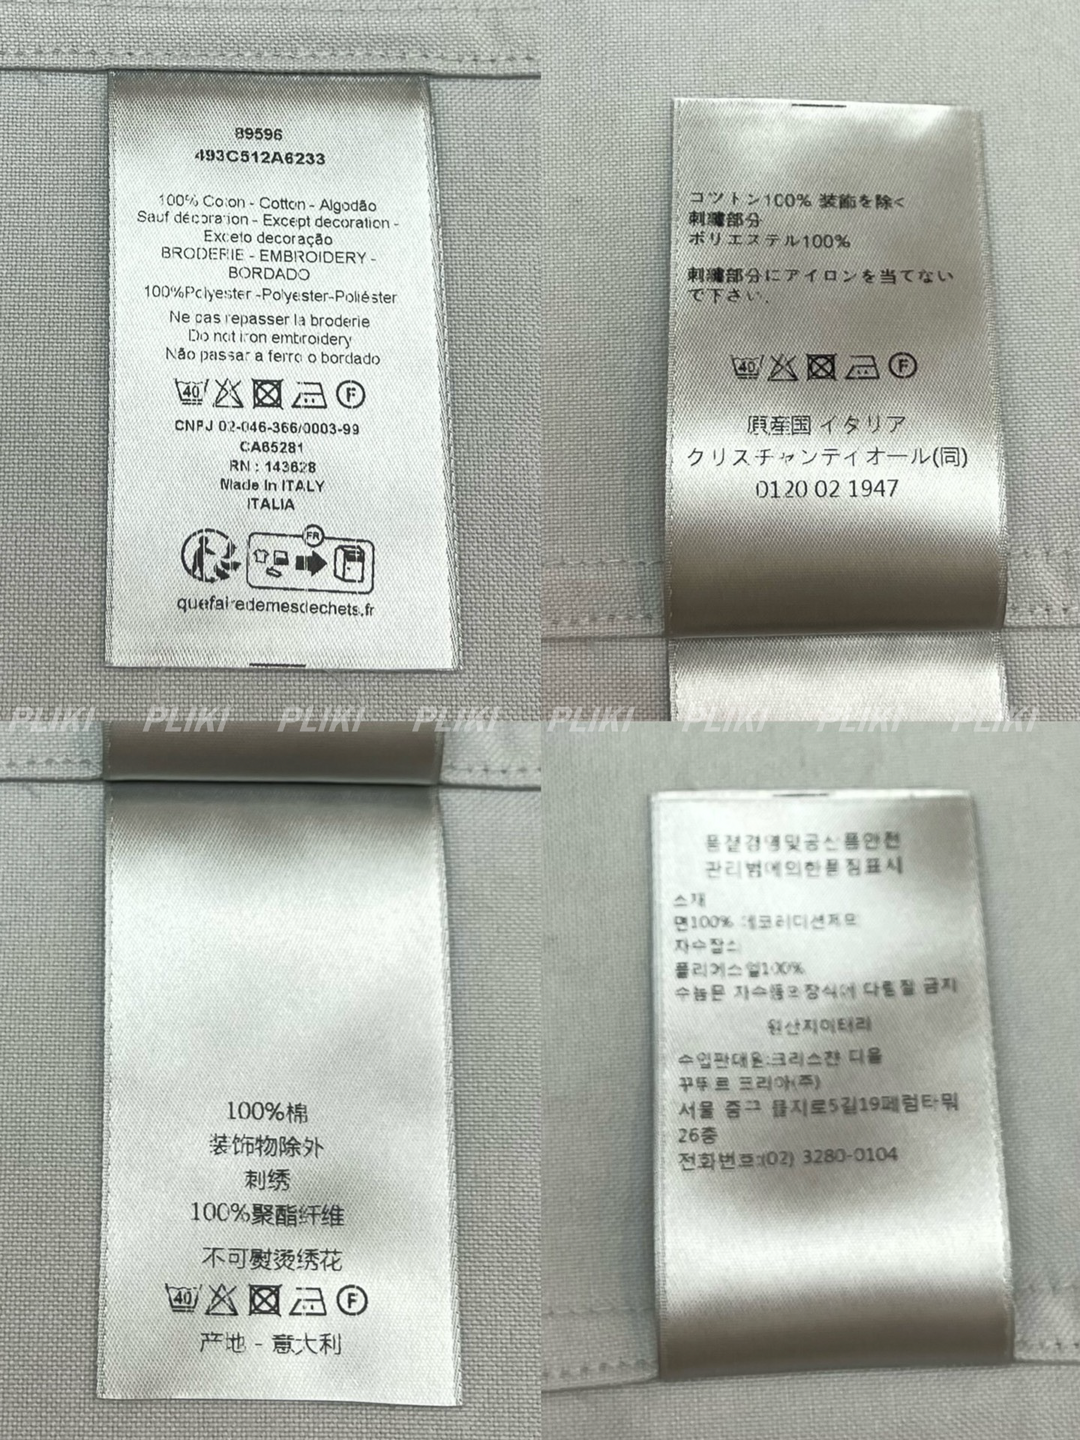 89596
493C512A6233
100% Coton - Cotton - Algodão
Sauf décoration - Except decoration -
Exceto decoração
BRODERIE - EMBROIDERY -
BORDADO
100%Polyester -Polyester-Poliéster
Ne pas repasser la broderie
Do not iron embroidery
Não passar a ferro o bordado
40 F
CNPJ 02-046-366/0003-99
CA65281
RN : 143628
Made In ITALY
ITALIA
FR
quefairedemesdechets.fr
コットン100% 装飾を除く
刺繍部分
ポリエステル100%
刺繍部分にアイロンを当てない
で下さい.
40 F
原産国 イタリア
クリスチャンディオール(同)
0120 02 1947
PLIKI PLIKI PLIKI PLIKI PLIKI PLIKI PLIKI PLIKI
100%棉
装饰物除外
刺绣
100%聚酯纤维
不可熨烫绣花
40 F
产地 - 意大利
품질경영및공산품안전
관리법에의한품질표시
소재
면100%
폴리에스텔100%
금지
원산지이태리
수입판매원:크리스챤 디올
꾸뛰르 코리아(주)
서울 중구 을지로5길19페럼타워
26층
전화번호:(02) 3280-0104